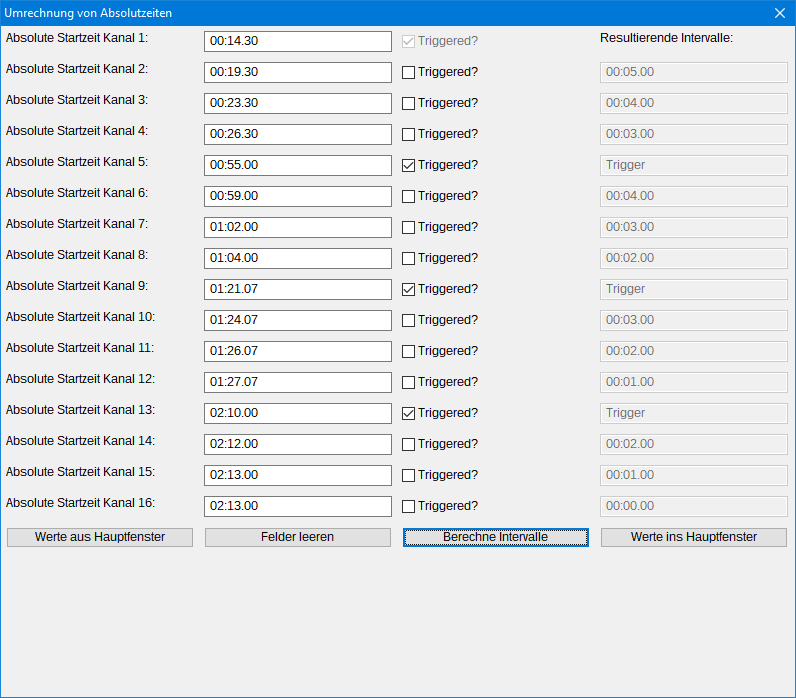 Umrechnung von Absolutzeiten
Absolute Startzeit Kanal 1: 00:14.30 Triggered? Resultierende Intervalle:
Absolute Startzeit Kanal 2: 00:19.30 Triggered? 00:05.00
Absolute Startzeit Kanal 3: 00:23.30 Triggered? 00:04.00
Absolute Startzeit Kanal 4: 00:26.30 Triggered? 00:03.00
Absolute Startzeit Kanal 5: 00:55.00 Triggered? Trigger
Absolute Startzeit Kanal 6: 00:59.00 Triggered? 00:04.00
Absolute Startzeit Kanal 7: 01:02.00 Triggered? 00:03.00
Absolute Startzeit Kanal 8: 01:04.00 Triggered? 00:02.00
Absolute Startzeit Kanal 9: 01:21.07 Triggered? Trigger
Absolute Startzeit Kanal 10: 01:24.07 Triggered? 00:03.00
Absolute Startzeit Kanal 11: 01:26.07 Triggered? 00:02.00
Absolute Startzeit Kanal 12: 01:27.07 Triggered? 00:01.00
Absolute Startzeit Kanal 13: 02:10.00 Triggered? Trigger
Absolute Startzeit Kanal 14: 02:12.00 Triggered? 00:02.00
Absolute Startzeit Kanal 15: 02:13.00 Triggered? 00:01.00
Absolute Startzeit Kanal 16: 02:13.00 Triggered? 00:00.00
Werte aus Hauptfenster Felder leeren Berechne Intervalle Werte ins Hauptfenster